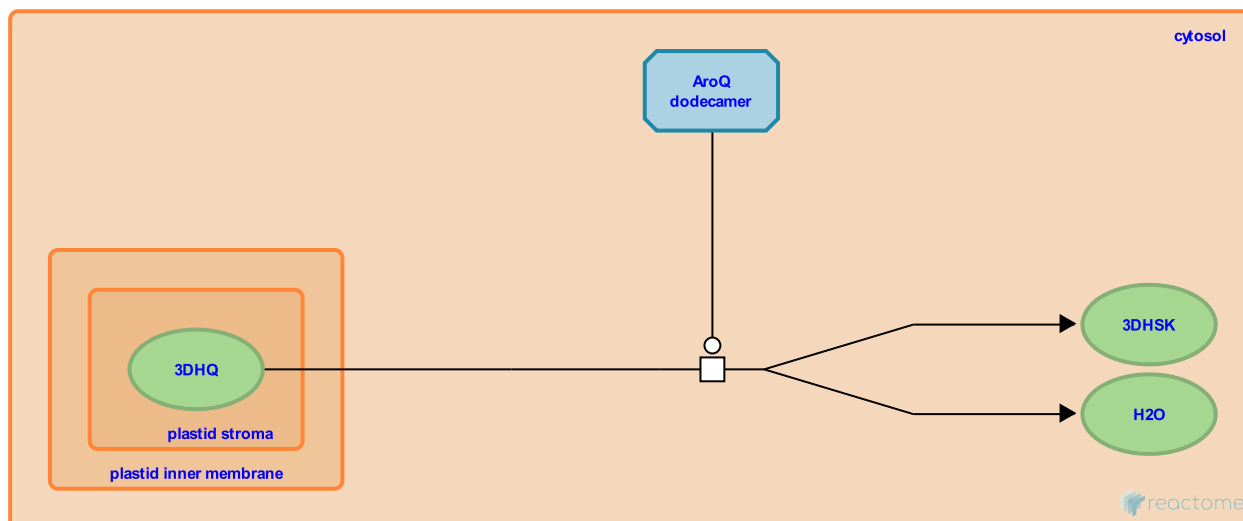 cytosol
AroQ
dodecamer
3DHSK
3DHQ
H2O
plastid stroma
plastid inner membrane
reactome